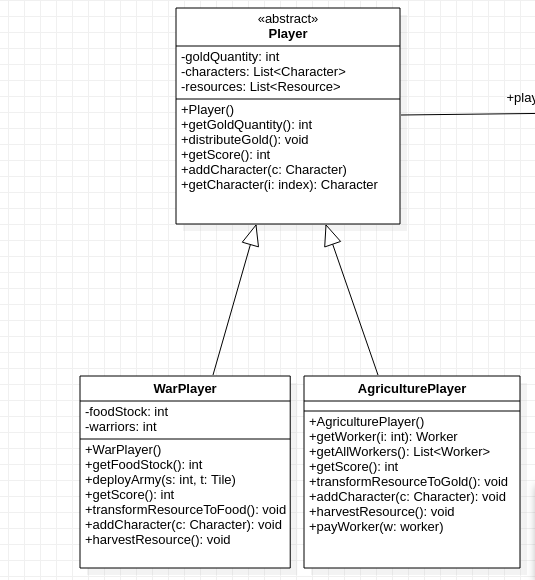 «abstract»
Player
-goldQuantity: int
-characters: List<Character>
-resources: List<Resource>
+Player()
+getGoldQuantity(): int
+distributeGold(): void
+getScore(): int
+addCharacter(c: Character)
+getCharacter(i: index): Character
+play
WarPlayer
-foodStock: int
-warriors: int
+WarPlayer()
+getFoodStock(): int
+deployArmy(s: int, t: Tile)
+getScore(): int
+transformResourceToFood(): void
+addCharacter(c: Character): void
+harvestResource(): void
AgriculturePlayer
+AgriculturePlayer()
+getWorker(i: int): Worker
+getAllWorkers(): List<Worker>
+getScore(): int
+transformResourceToGold(): void
+addCharacter(c: Character): void
+harvestResource(): void
+payWorker(w: worker)